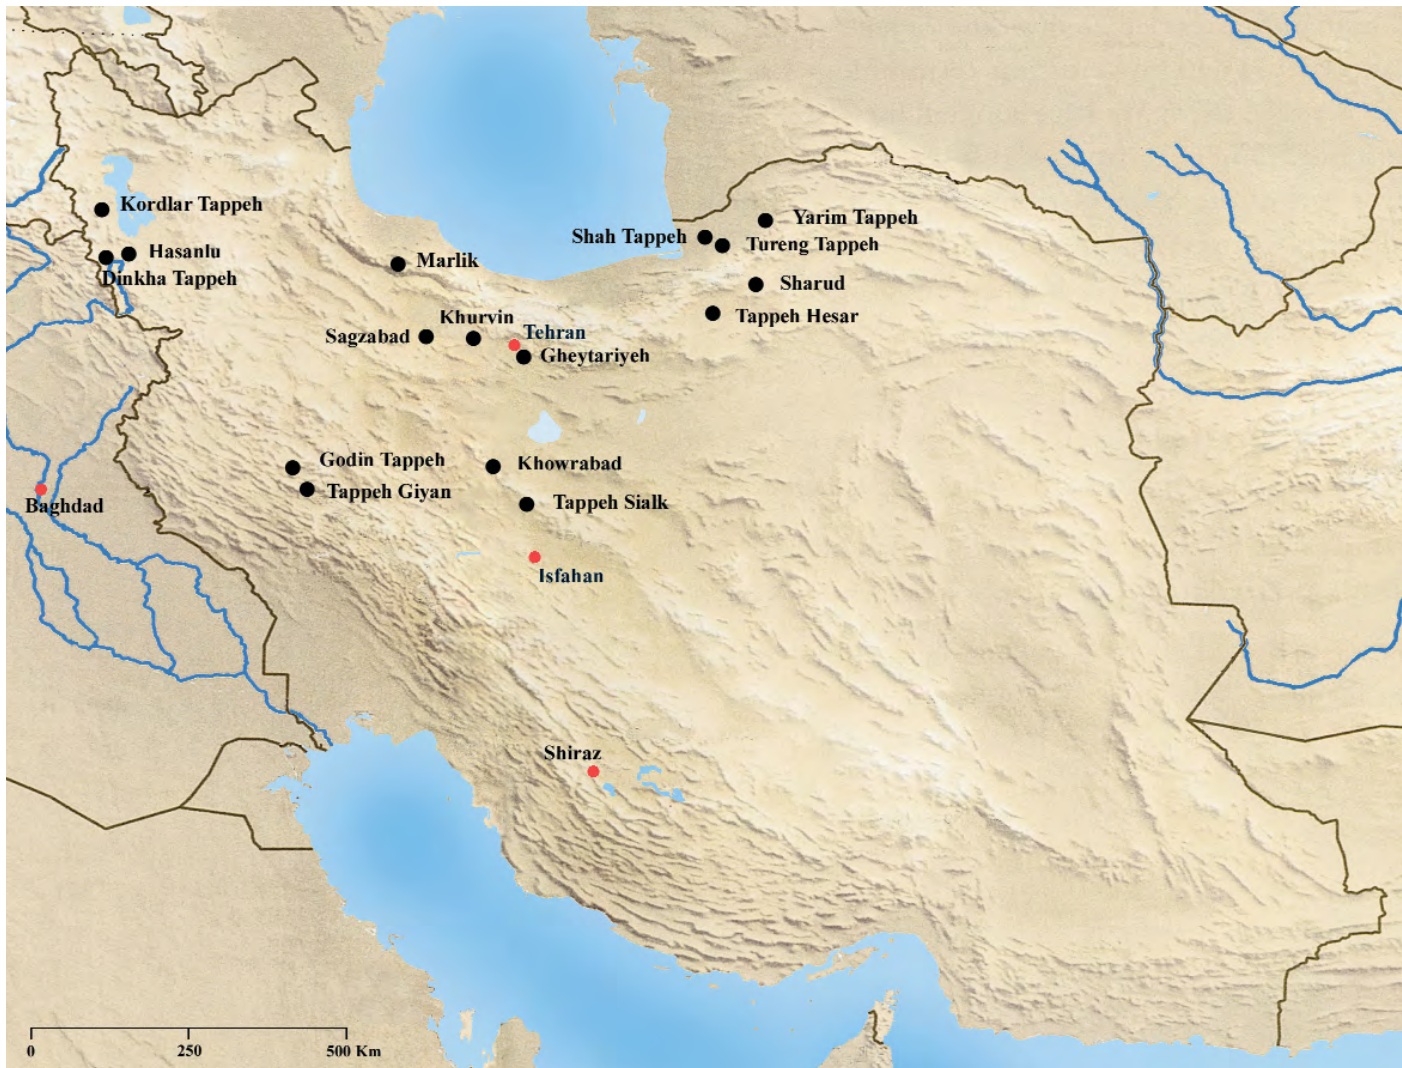 Kordlar Tappeh
Yarim Tappeh
Shah Tappeh
Tureng Tappeh
Hasanlu
Marlik
Dinkha Tappeh
Sharud
Khurvin
Tappeh Hesar
Tehran
Sagzabad
Gheytariyeh
Godin Tappeh
Khowrabad
Tappeh Giyan
Tappeh Sialk
Baghdad
Isfahan
Shiraz
0 250 500 Km